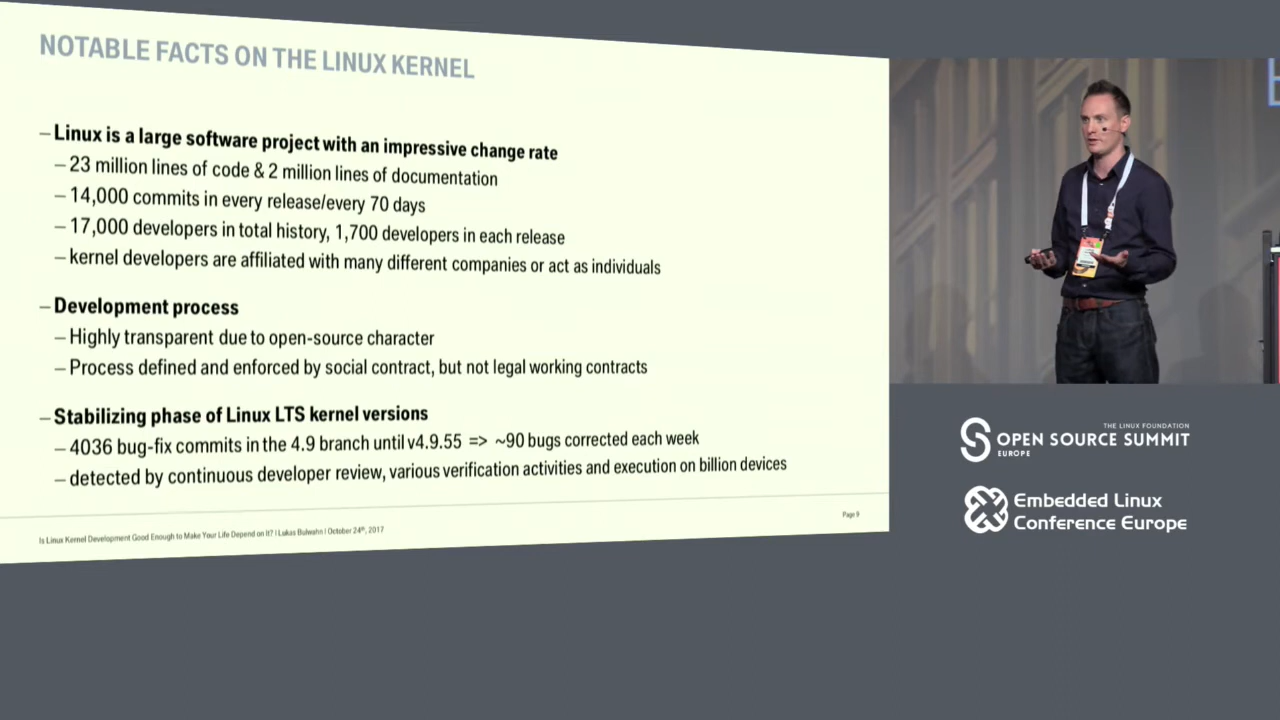 NOTABLE FACTS ON THE LINUX KERNEL
– Linux is a large software project with an impressive change rate
– 23 million lines of code & 2 million lines of documentation
– 14,000 commits in every release/every 70 days
– 17,000 developers in total history, 1,700 developers in each release
– kernel developers are affiliated with many different companies or act as individuals
– Development process
– Highly transparent due to open-source character
– Process defined and enforced by social contract, but not legal working contracts
– Stabilizing phase of Linux LTS kernel versions
– 4036 bug-fix commits in the 4.9 branch until v4.9.55 => ~90 bugs corrected each week
– detected by continuous developer review, various verification activities and execution on billion devices
Page 9
Is Linux Kernel Development Good Enough to Make Your Life Depend on It? | Lukas Bulwahn | October 24th, 2017
THE LINUX FOUNDATION
OPEN SOURCE SUMMIT
EUROPE
Embedded Linux
Conference Europe